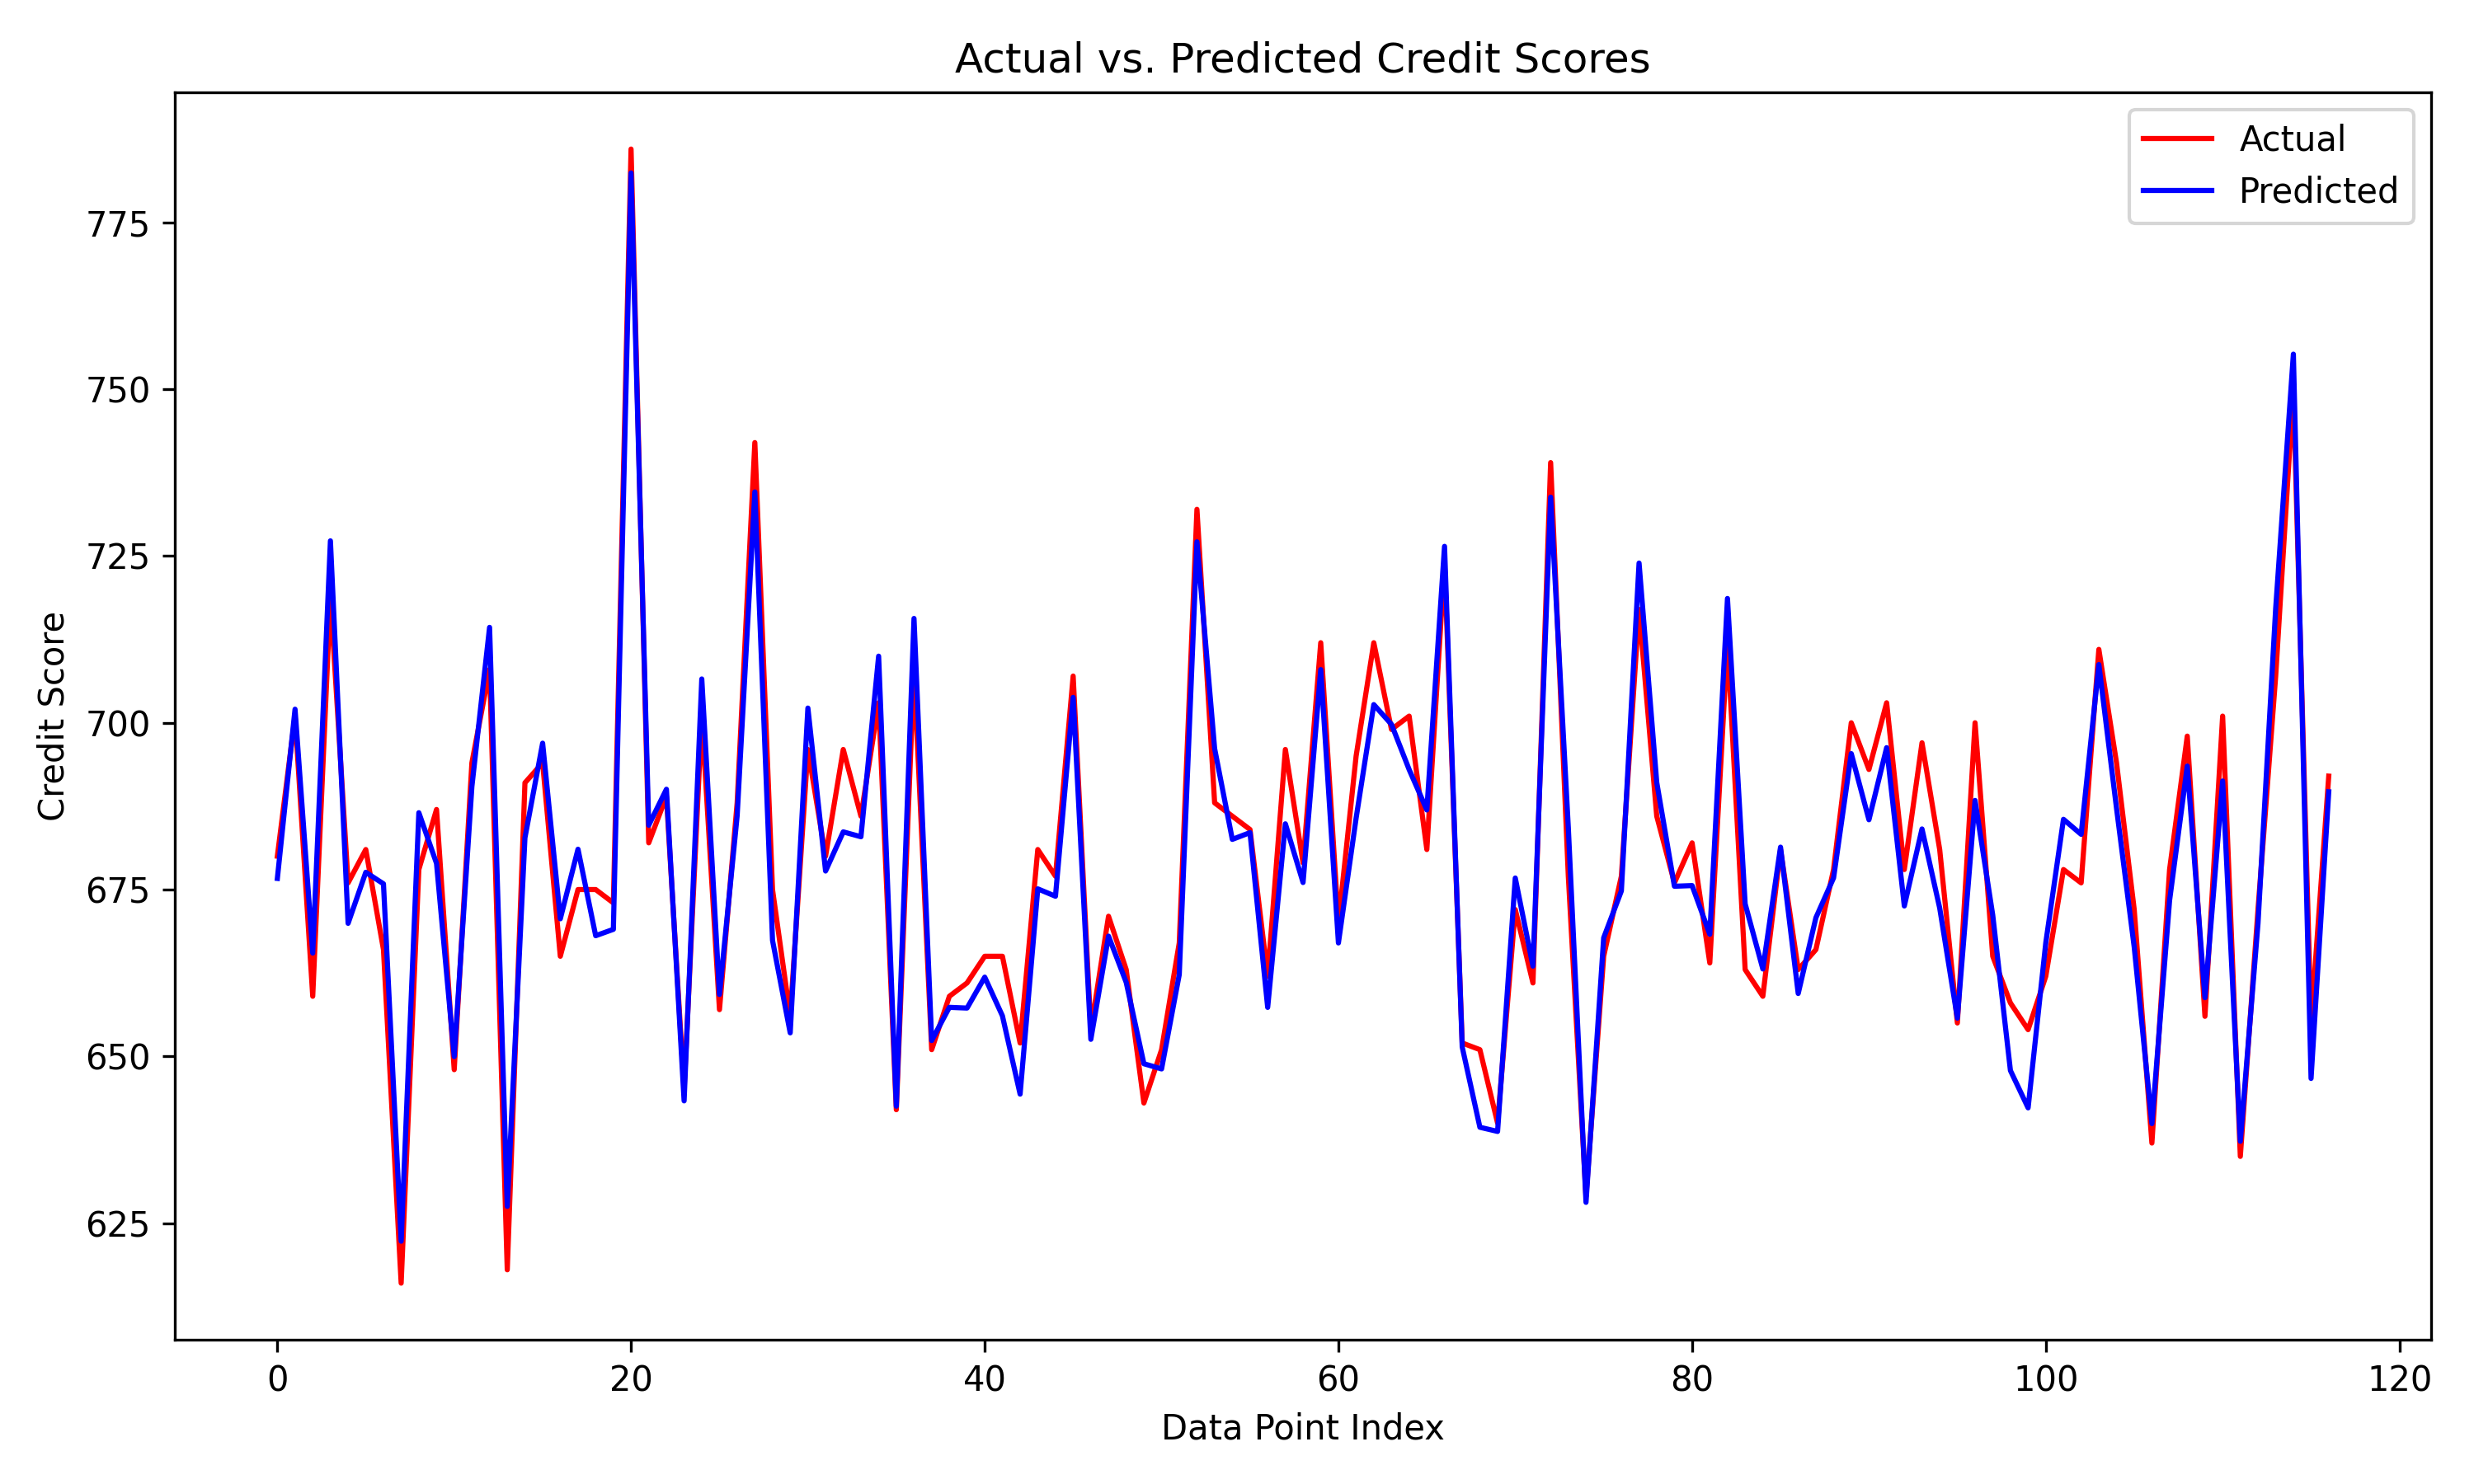 Actual vs. Predicted Credit Scores
Actual
Predicted
775
750
725
700
675
650
625
Credit Score
0 20 40 60 80 100 120
Data Point Index